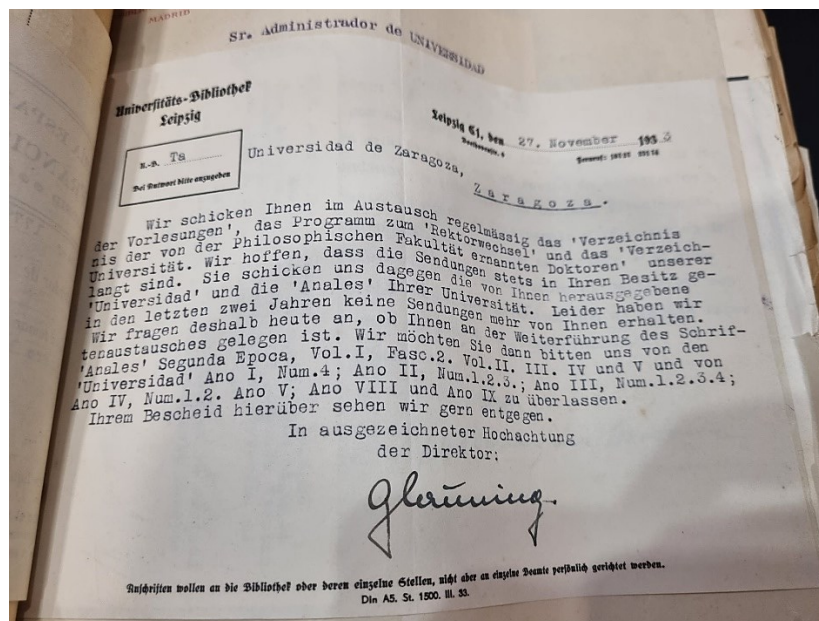 MADRID
Sr. Administrador de UNIVERSIDAD
Universitäts-Bibliothek
Leipzig
Leipzig C1, den 27. November 1933
Beethovenstr. 6
K.-D. Ta
Bei Antwort bitte anzugeben
Universidad de Zaragoza,
Zaragoza.
Wir schicken Ihnen im Austausch regelmässig das 'Verzeichnis
der Vorlesungen', das Programm zum 'Rektorwechsel' und das 'Verzeich-
nis der von der Philosophischen Fakultät ernannten Doktoren' unserer
Universität. Wir hoffen, dass die Sendungen stets in Ihren Besitz ge-
langt sind. Sie schicken uns dagegen die von Ihnen herausgegebene
'Universidad' und die 'Anales' Ihrer Universität. Leider haben wir
in den letzten zwei Jahren keine Sendungen mehr von Ihnen erhalten.
Wir fragen deshalb heute an, ob Ihnen an der Weiterführung des Schrif-
tenaustausches gelegen ist. Wir möchten Sie dann bitten uns von den
'Anales' Segunda Epoca, Vol.I, Fasc.2. Vol.II. III. IV und V und von
'Universidad' Ano I, Num.4; Ano II, Num.1.2.3.; Ano III, Num.1.2.3.4;
Ano IV, Num.1.2. Ano V; Ano VIII und Ano IX zu überlassen.
Ihrem Bescheid hierüber sehen wir gern entgegen.
In ausgezeichneter Hochachtung
der Direktor:
Glauning.
Anschriften wollen an die Bibliothek oder deren einzelne Stellen, nicht aber an einzelne Beamte persönlich gerichtet werden.
Din A5. St. 1500. III. 33.